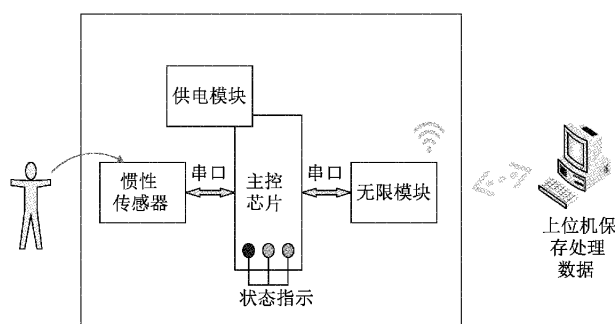 供电模块
惯性
传感器
串口
主控
芯片
串口
无限模块
状态指示
上位机保
存处理
数据